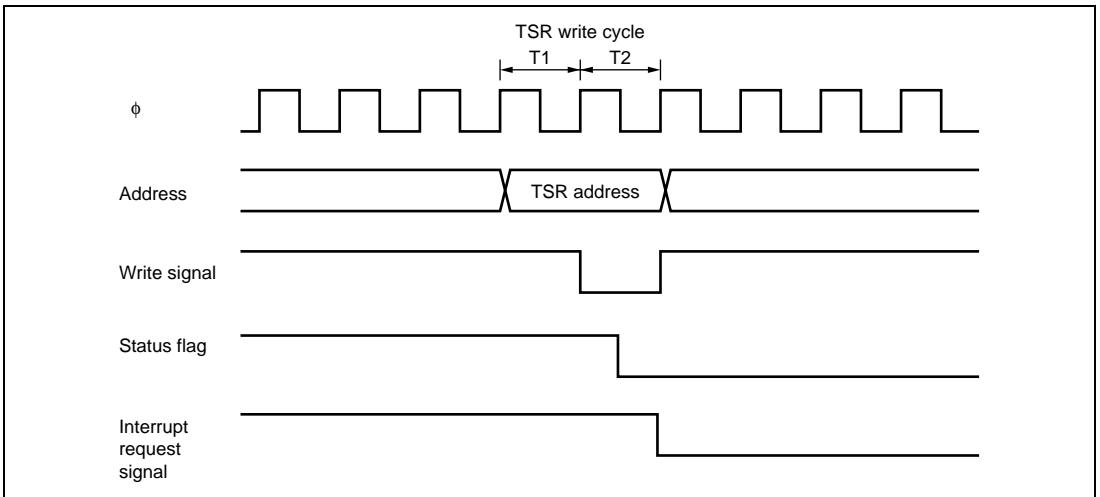 TSR write cycle
T1 T2
ϕ
Address
TSR address
Write signal
Status flag
Interrupt
request
signal